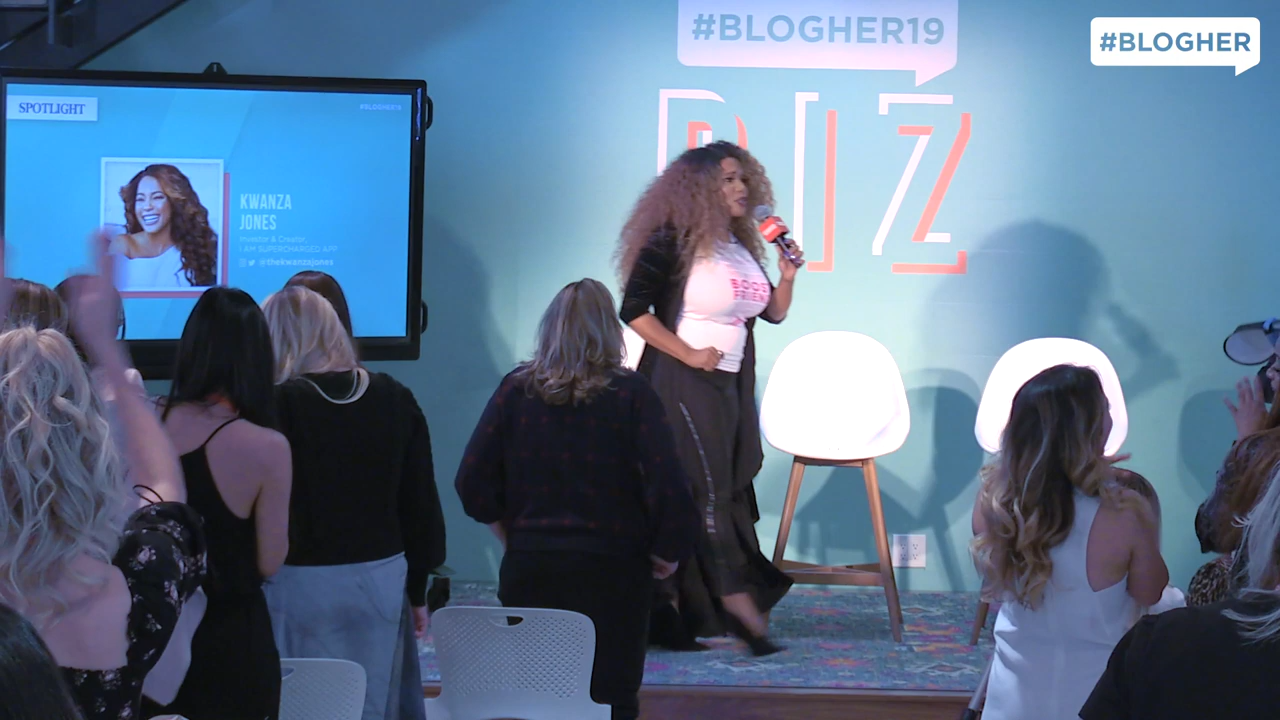 #BLOGHER19
#BLOGHER
SPOTLIGHT
#BLOGHER19
KWANZA
JONES
Investor & Creator,
I AM SUPERCHARGED APP
@thekwanzajones
BIZ